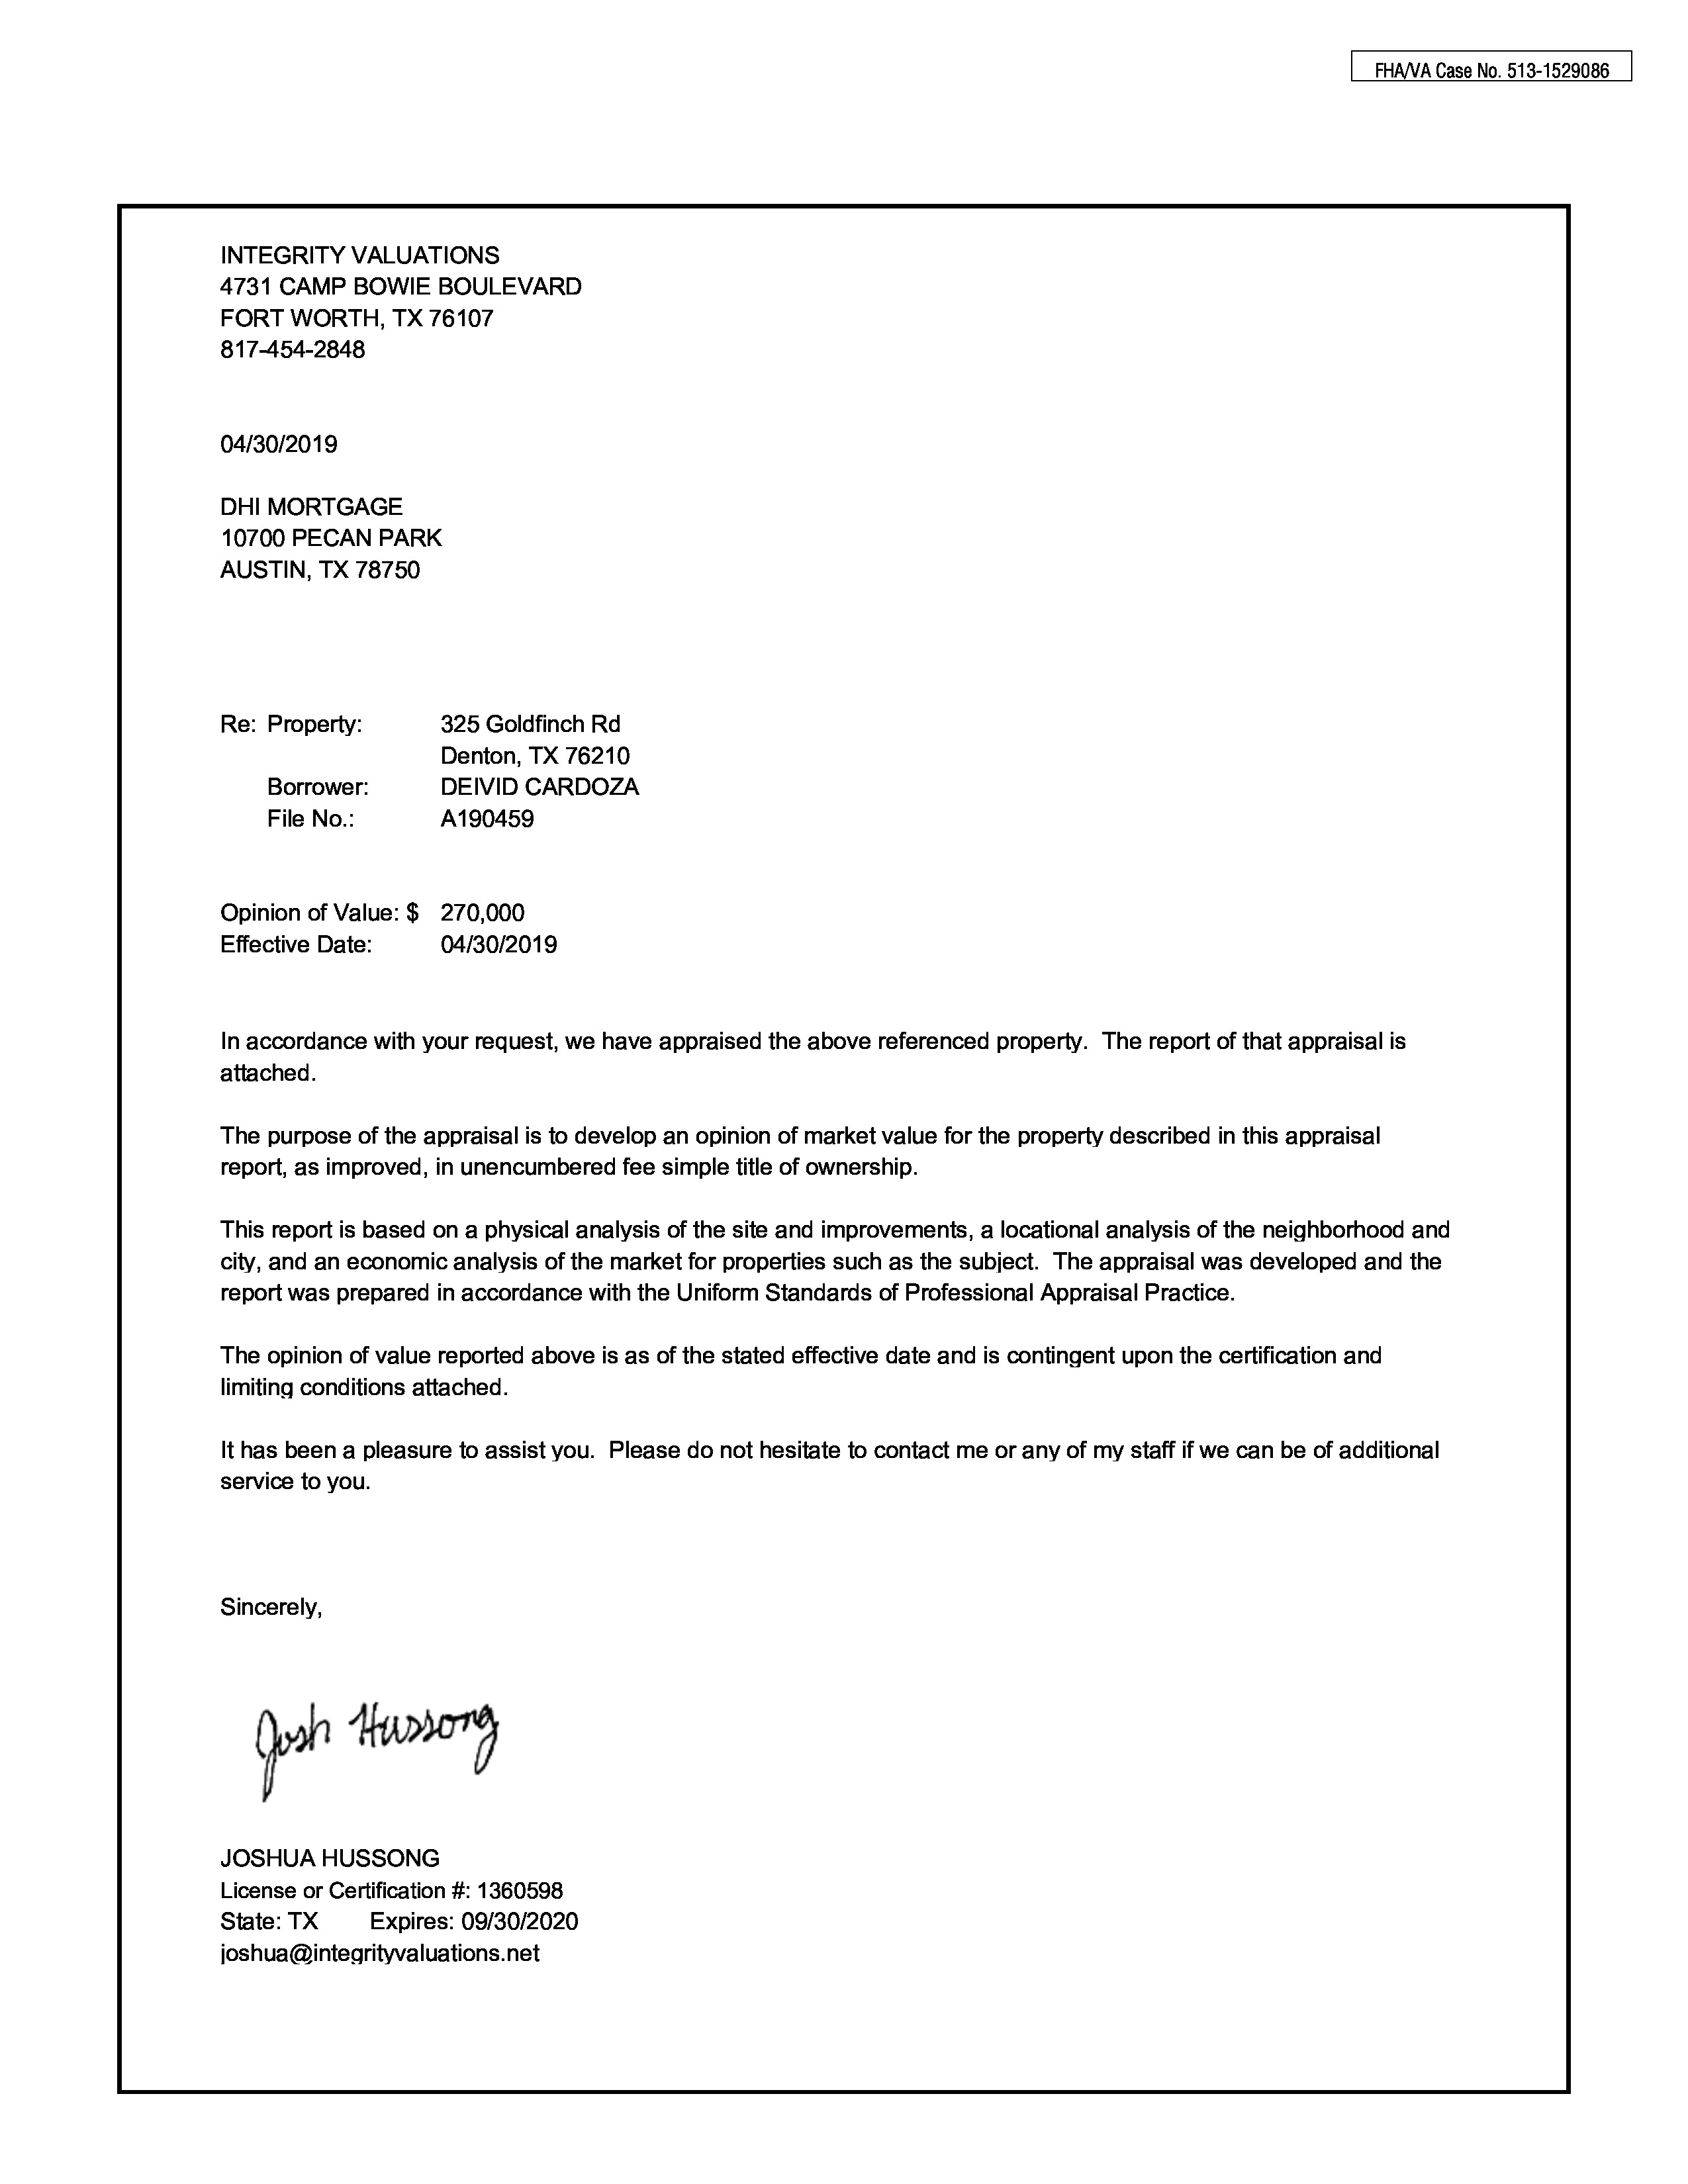 FHA/VA Case No. 513-1529086
INTEGRITY VALUATIONS
4731 CAMP BOWIE BOULEVARD
FORT WORTH, TX 76107
817-454-2848
04/30/2019
DHI MORTGAGE
10700 PECAN PARK
AUSTIN, TX 78750
Re: Property: 325 Goldfinch Rd
Denton, TX 76210
Borrower: DEIVID CARDOZA
File No.: A190459
Opinion of Value: $ 270,000
Effective Date: 04/30/2019
In accordance with your request, we have appraised the above referenced property. The report of that appraisal is
attached.
The purpose of the appraisal is to develop an opinion of market value for the property described in this appraisal
report, as improved, in unencumbered fee simple title of ownership.
This report is based on a physical analysis of the site and improvements, a locational analysis of the neighborhood and
city, and an economic analysis of the market for properties such as the subject. The appraisal was developed and the
report was prepared in accordance with the Uniform Standards of Professional Appraisal Practice.
The opinion of value reported above is as of the stated effective date and is contingent upon the certification and
limiting conditions attached.
It has been a pleasure to assist you. Please do not hesitate to contact me or any of my staff if we can be of additional
service to you.
Sincerely,
Josh Hussong
JOSHUA HUSSONG
License or Certification #: 1360598
State: TX Expires: 09/30/2020
joshua@integrityvaluations.net